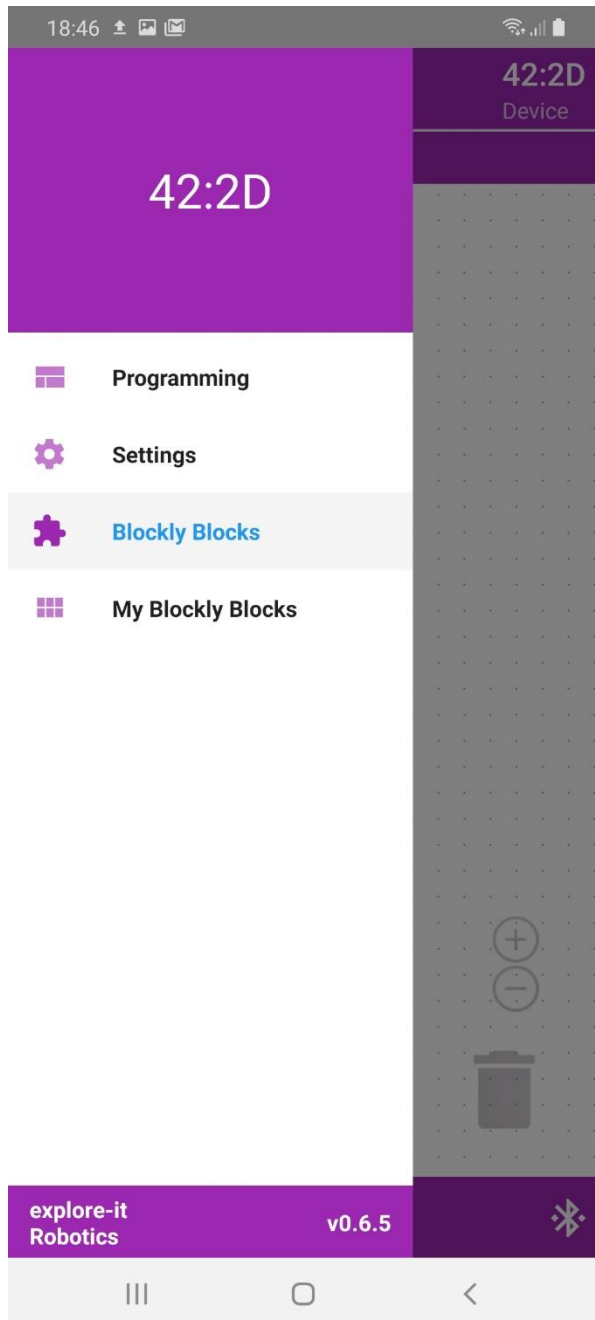 18:46
42:2D
Device
42:2D
Programming
Settings
Blockly Blocks
My Blockly Blocks
explore-it
Robotics
v0.6.5